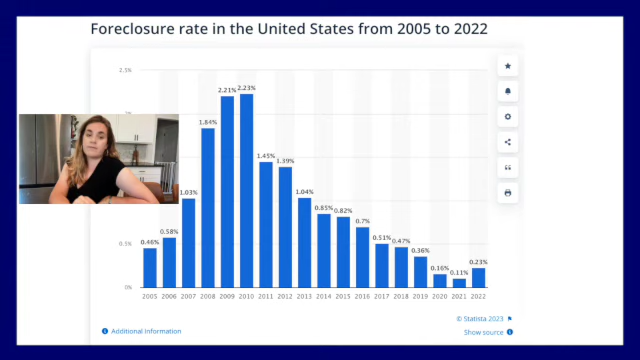 Foreclosure rate in the United States from 2005 to 2022
2.5%
2.21% 2.23%
1.84%
1.45% 1.39%
1.03% 1.04%
0.85% 0.82%
0.7%
0.58% 0.51% 0.47%
0.5% 0.46% 0.36%
0.16% 0.11% 0.23%
0%
2005 2006 2007 2008 2009 2010 2011 2012 2013 2014 2015 2016 2017 2018 2019 2020 2021 2022
© Statista 2023
Additional Information Show source